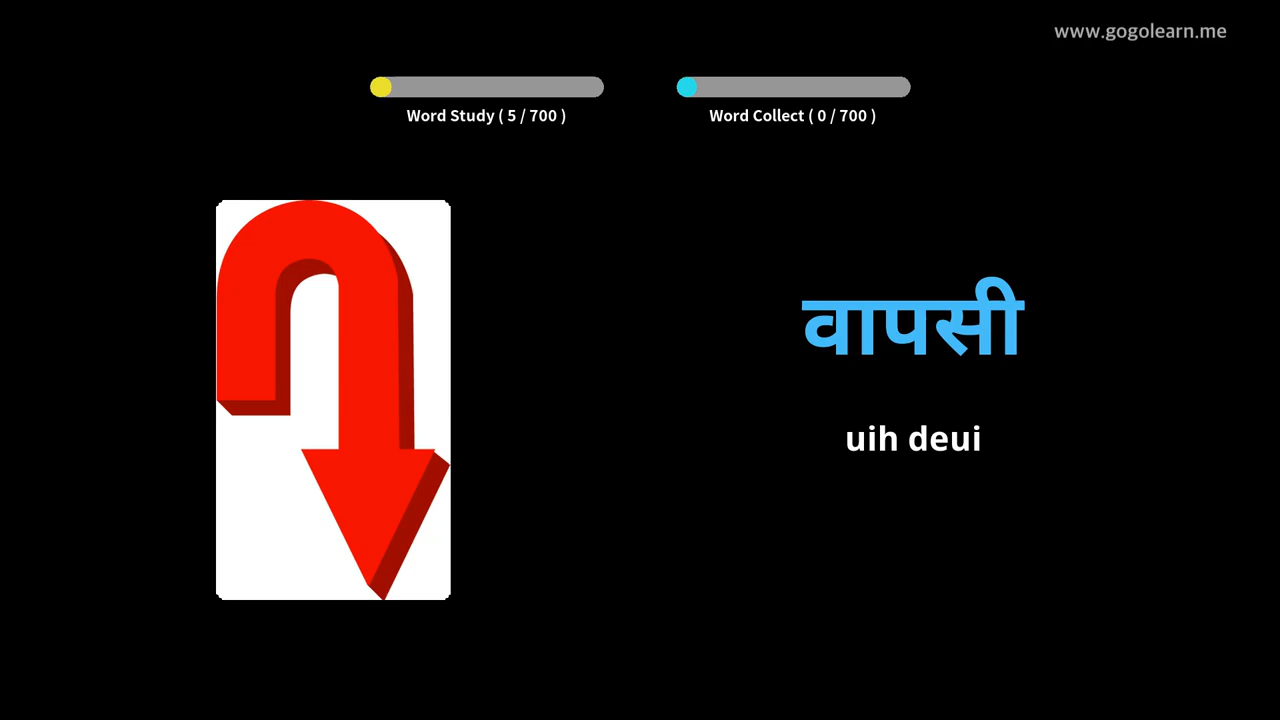 www.gogolearn.me
Word Study ( 5 / 700 )
Word Collect ( 0 / 700 )
वापसी
uih deui